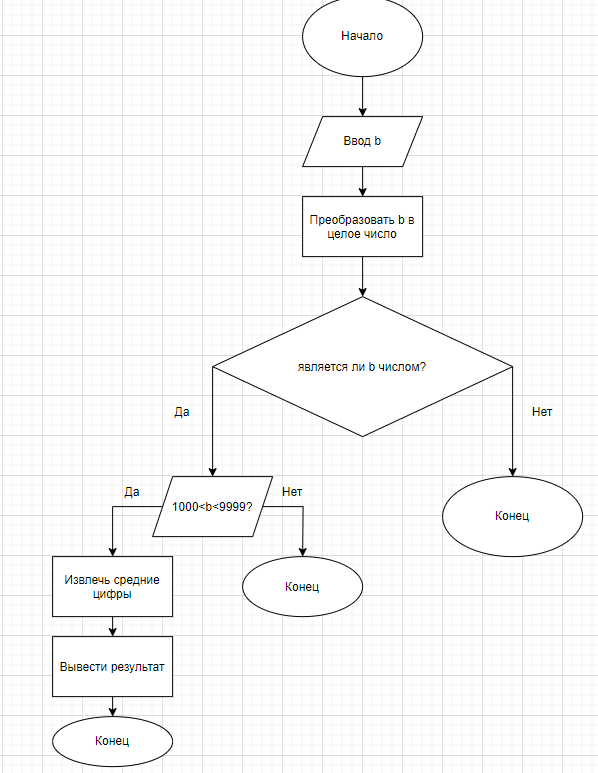 Начало
Ввод b
Преобразовать b в
целое число
является ли b числом?
Да
Нет
Да
1000<b<9999?
Нет
Конец
Извлечь средние
цифры
Конец
Вывести результат
Конец